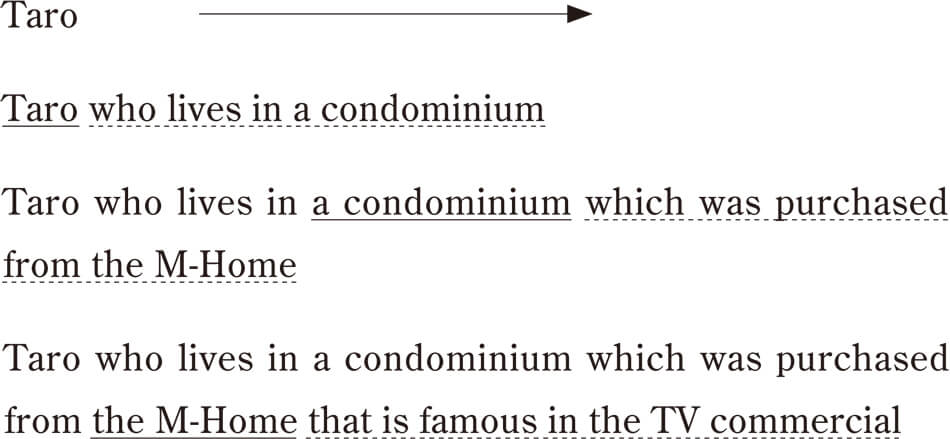 Taro
Taro who lives in a condominium
Taro who lives in a condominium which was purchased
from the M-Home
Taro who lives in a condominium which was purchased
from the M-Home that is famous in the TV commercial